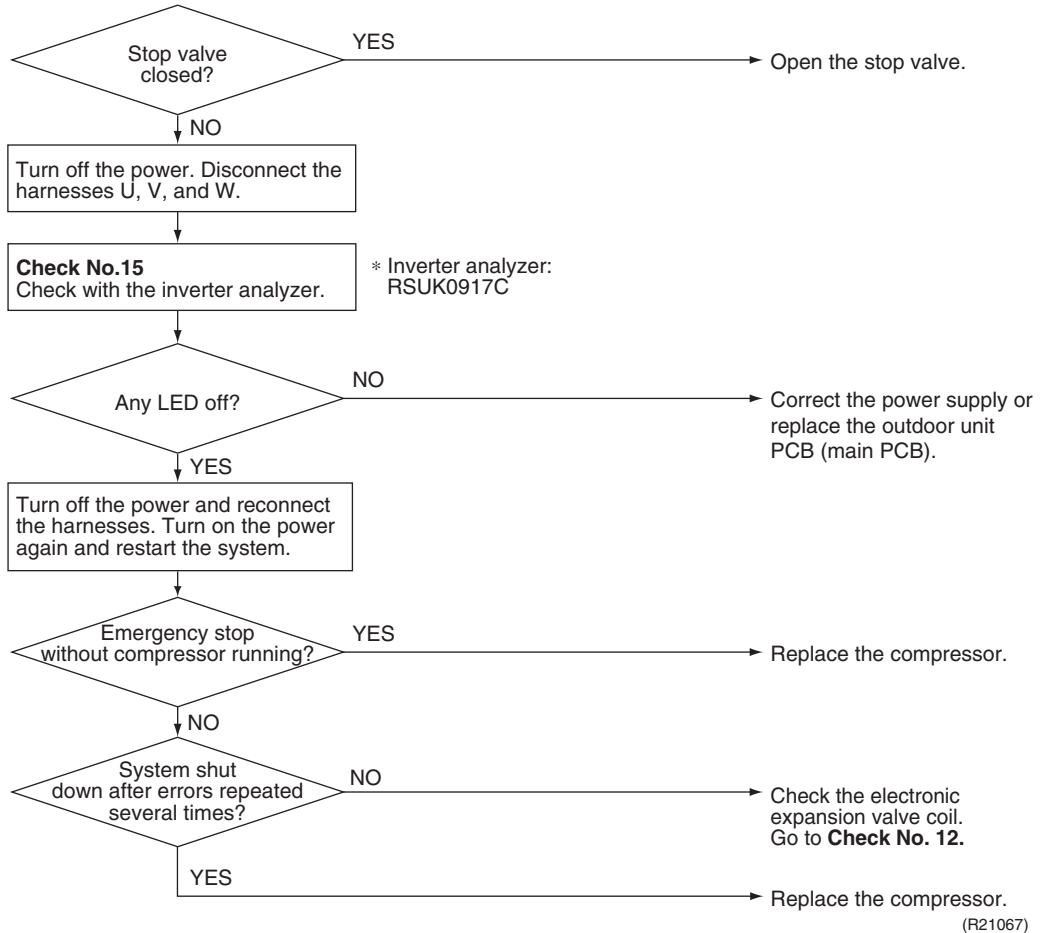 Stop valve
closed?
YES
Open the stop valve.
NO
Turn off the power. Disconnect the
harnesses U, V, and W.
Check No.15
Check with the inverter analyzer.
* Inverter analyzer:
RSUK0917C
Any LED off?
NO
Correct the power supply or
replace the outdoor unit
PCB (main PCB).
YES
Turn off the power and reconnect
the harnesses. Turn on the power
again and restart the system.
Emergency stop
without compressor running?
YES
Replace the compressor.
NO
System shut
down after errors repeated
several times?
NO
Check the electronic
expansion valve coil.
Go to Check No. 12.
YES
Replace the compressor.
(R21067)